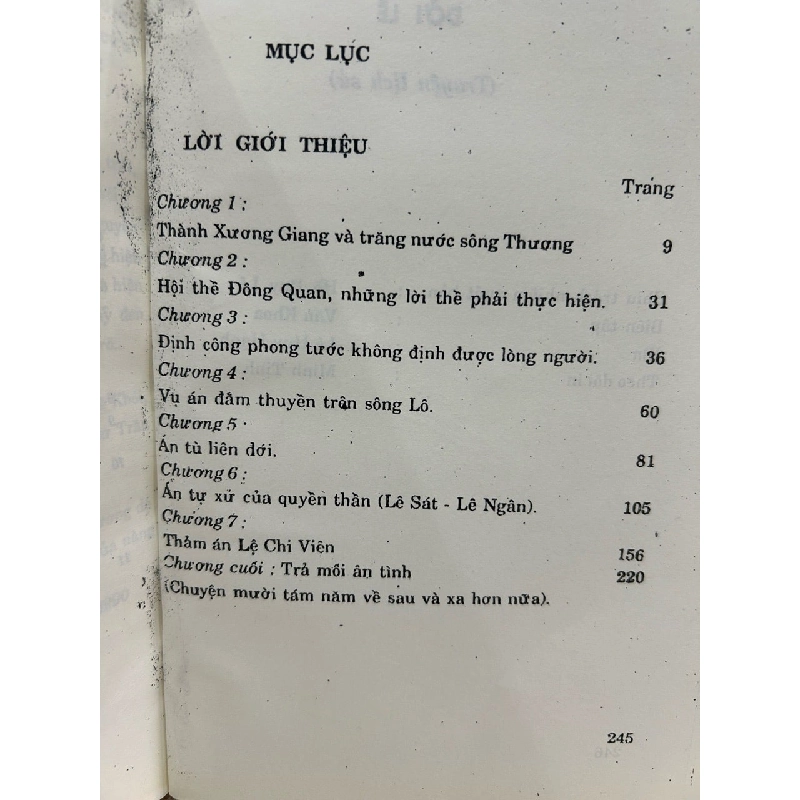 MỤC LỤC
LỜI GIỚI THIỆU
Trang
Chương 1 :
Thành Xương Giang và trăng nước sông Thương 9
Chương 2 :
Hội thề Đông Quan, những lời thề phải thực hiện. 31
Chương 3 :
Định công phong tước không định được lòng người. 36
Chương 4 :
Vụ án đâm thuyền trên sông Lô. 60
Chương 5 ·
Án tù liên dới. 81
Chương 6 :
Án tự xử của quyền thần (Lê Sát - Lê Ngân). 105
Chương 7 :
Thảm án Lệ Chi Viên 156
Chương cuối : Trả mối ân tình 220
(Chuyện mười tám năm về sau và xa hơn nữa).
245